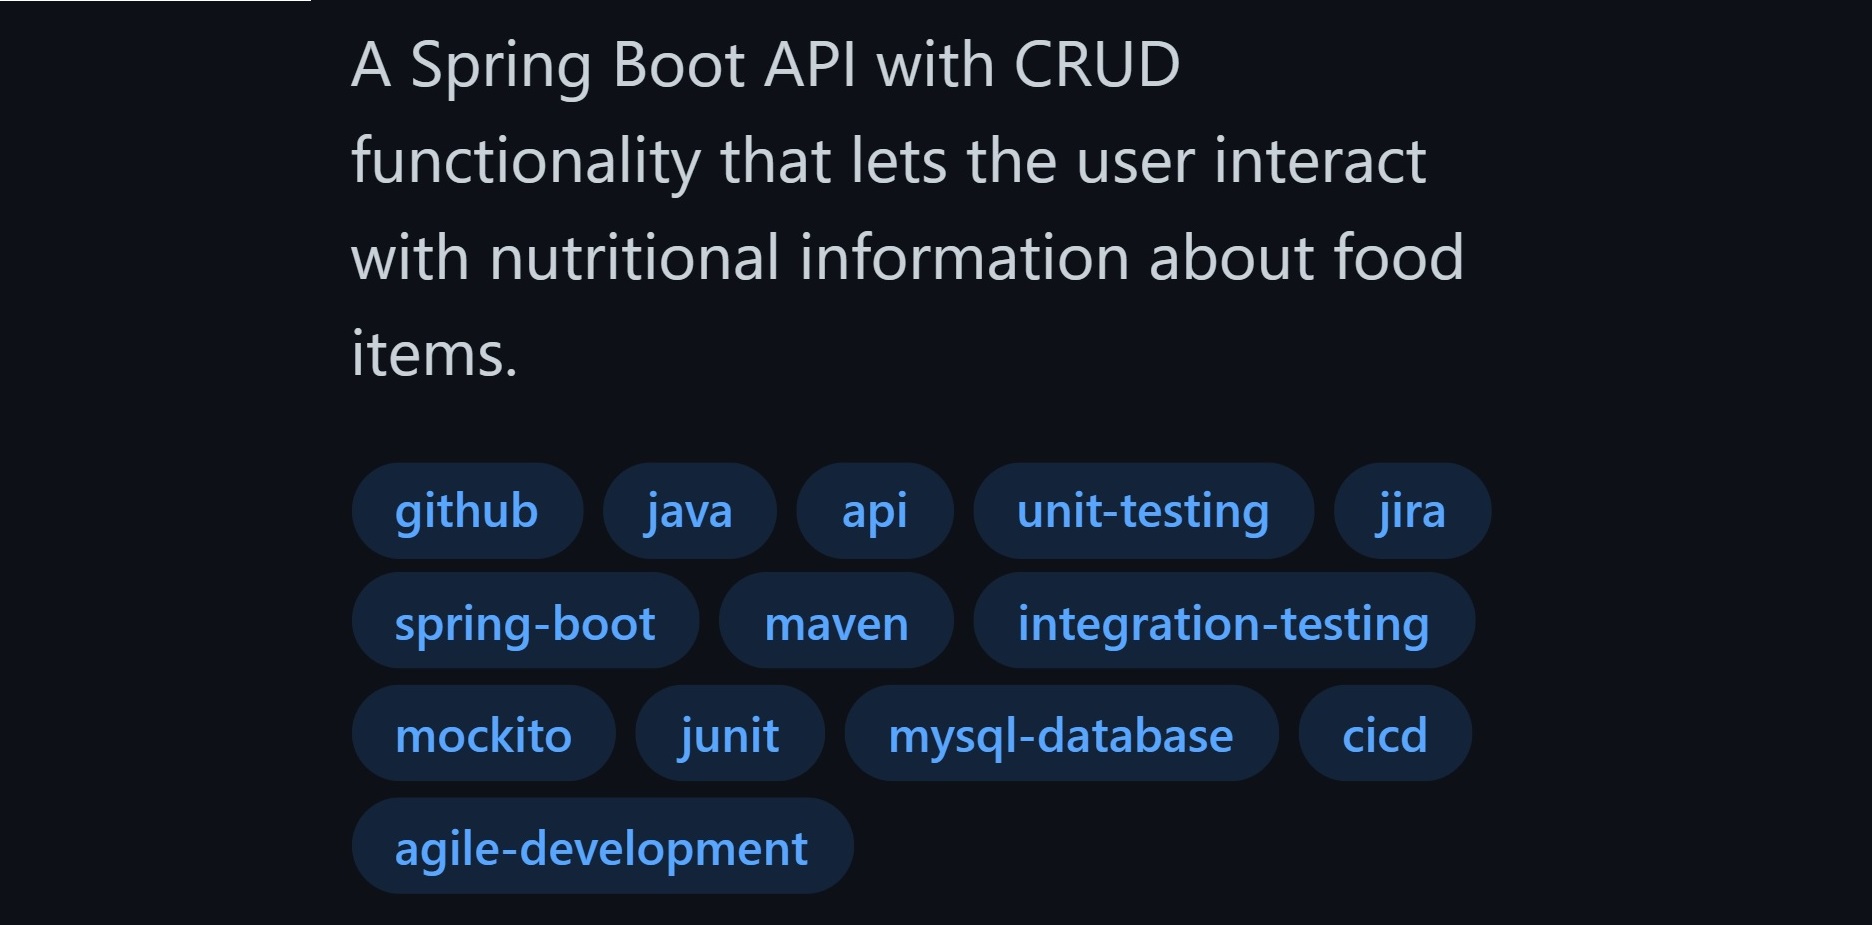 A Spring Boot API with CRUD
functionality that lets the user interact
with nutritional information about food
items.
github java api unit-testing jira
spring-boot maven integration-testing
mockito junit mysql-database cicd
agile-development